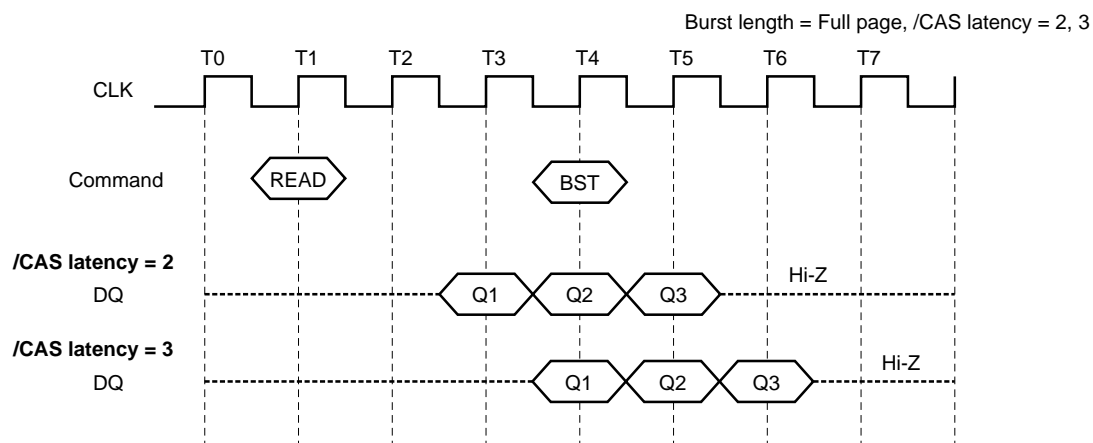 Burst length = Full page, /CAS latency = 2, 3
T0 T1 T2 T3 T4 T5 T6 T7
CLK
Command READ BST
/CAS latency = 2
Hi-Z
DQ Q1 Q2 Q3
/CAS latency = 3
Hi-Z
DQ Q1 Q2 Q3